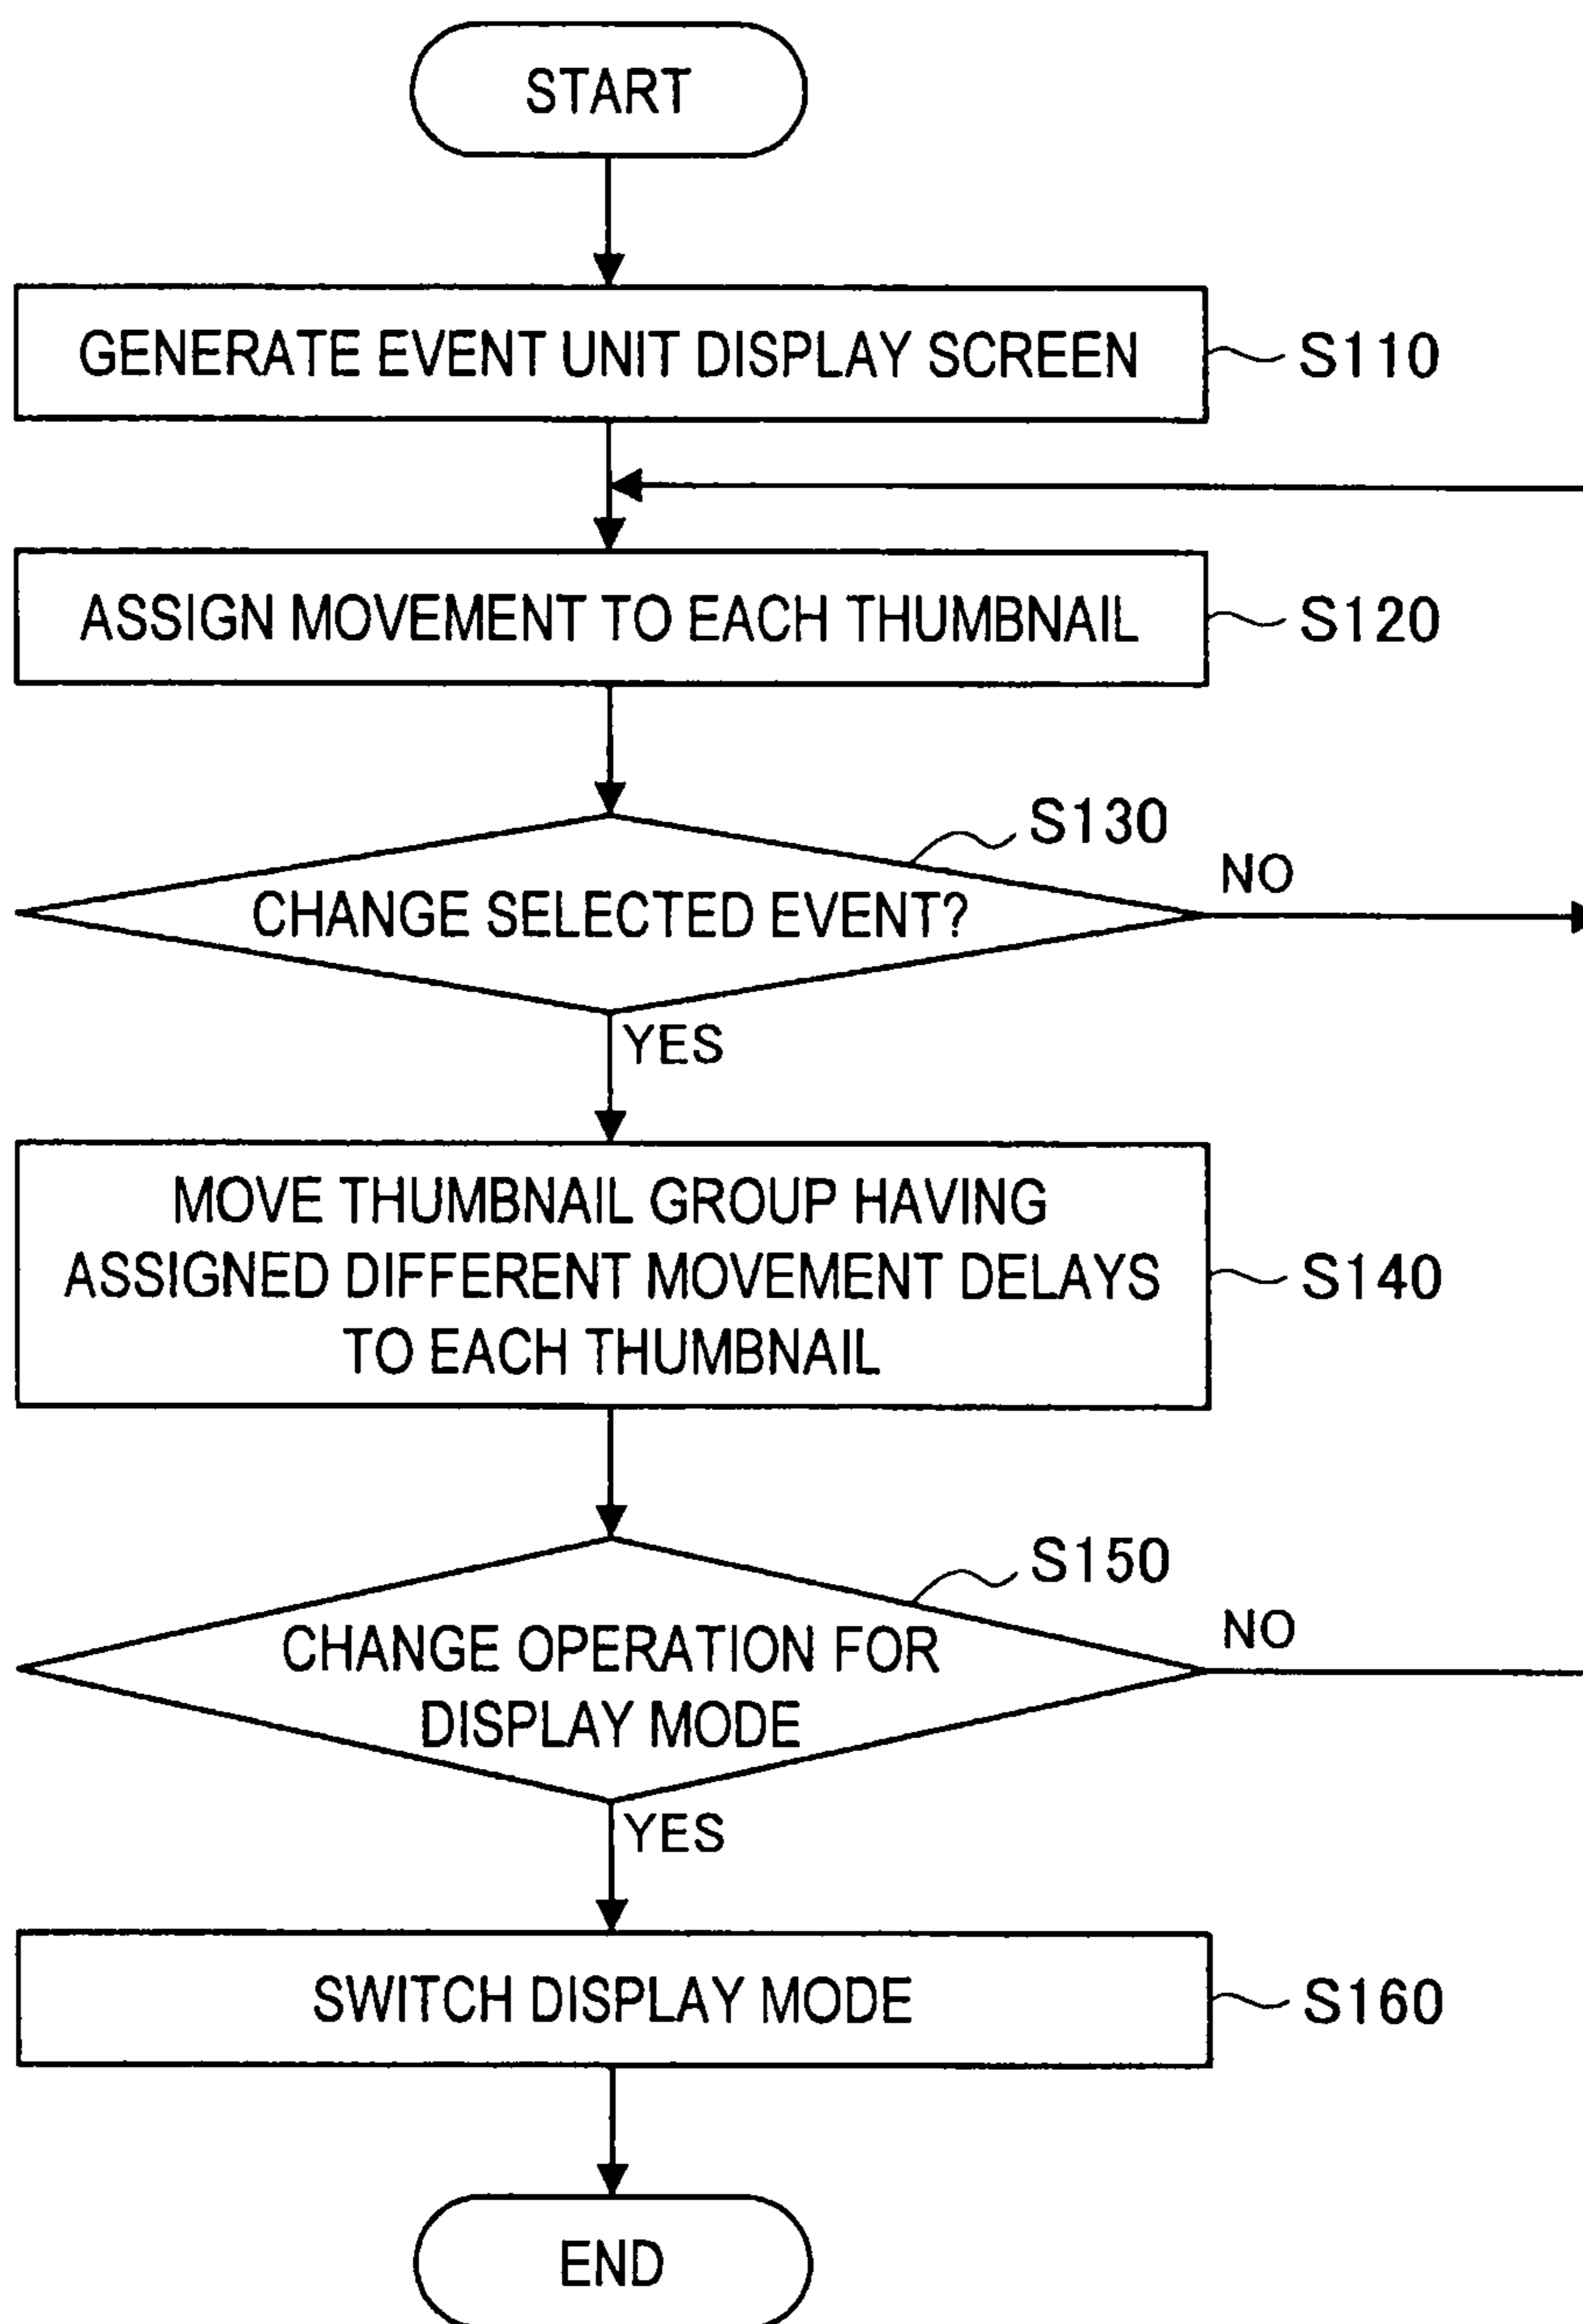 START
GENERATE EVENT UNIT DISPLAY SCREEN
S110
ASSIGN MOVEMENT TO EACH THUMBNAIL
S120
S130
CHANGE SELECTED EVENT?
NO
YES
MOVE THUMBNAIL GROUP HAVING
ASSIGNED DIFFERENT MOVEMENT DELAYS
TO EACH THUMBNAIL
S140
S150
CHANGE OPERATION FOR
DISPLAY MODE
NO
YES
SWITCH DISPLAY MODE
S160
END